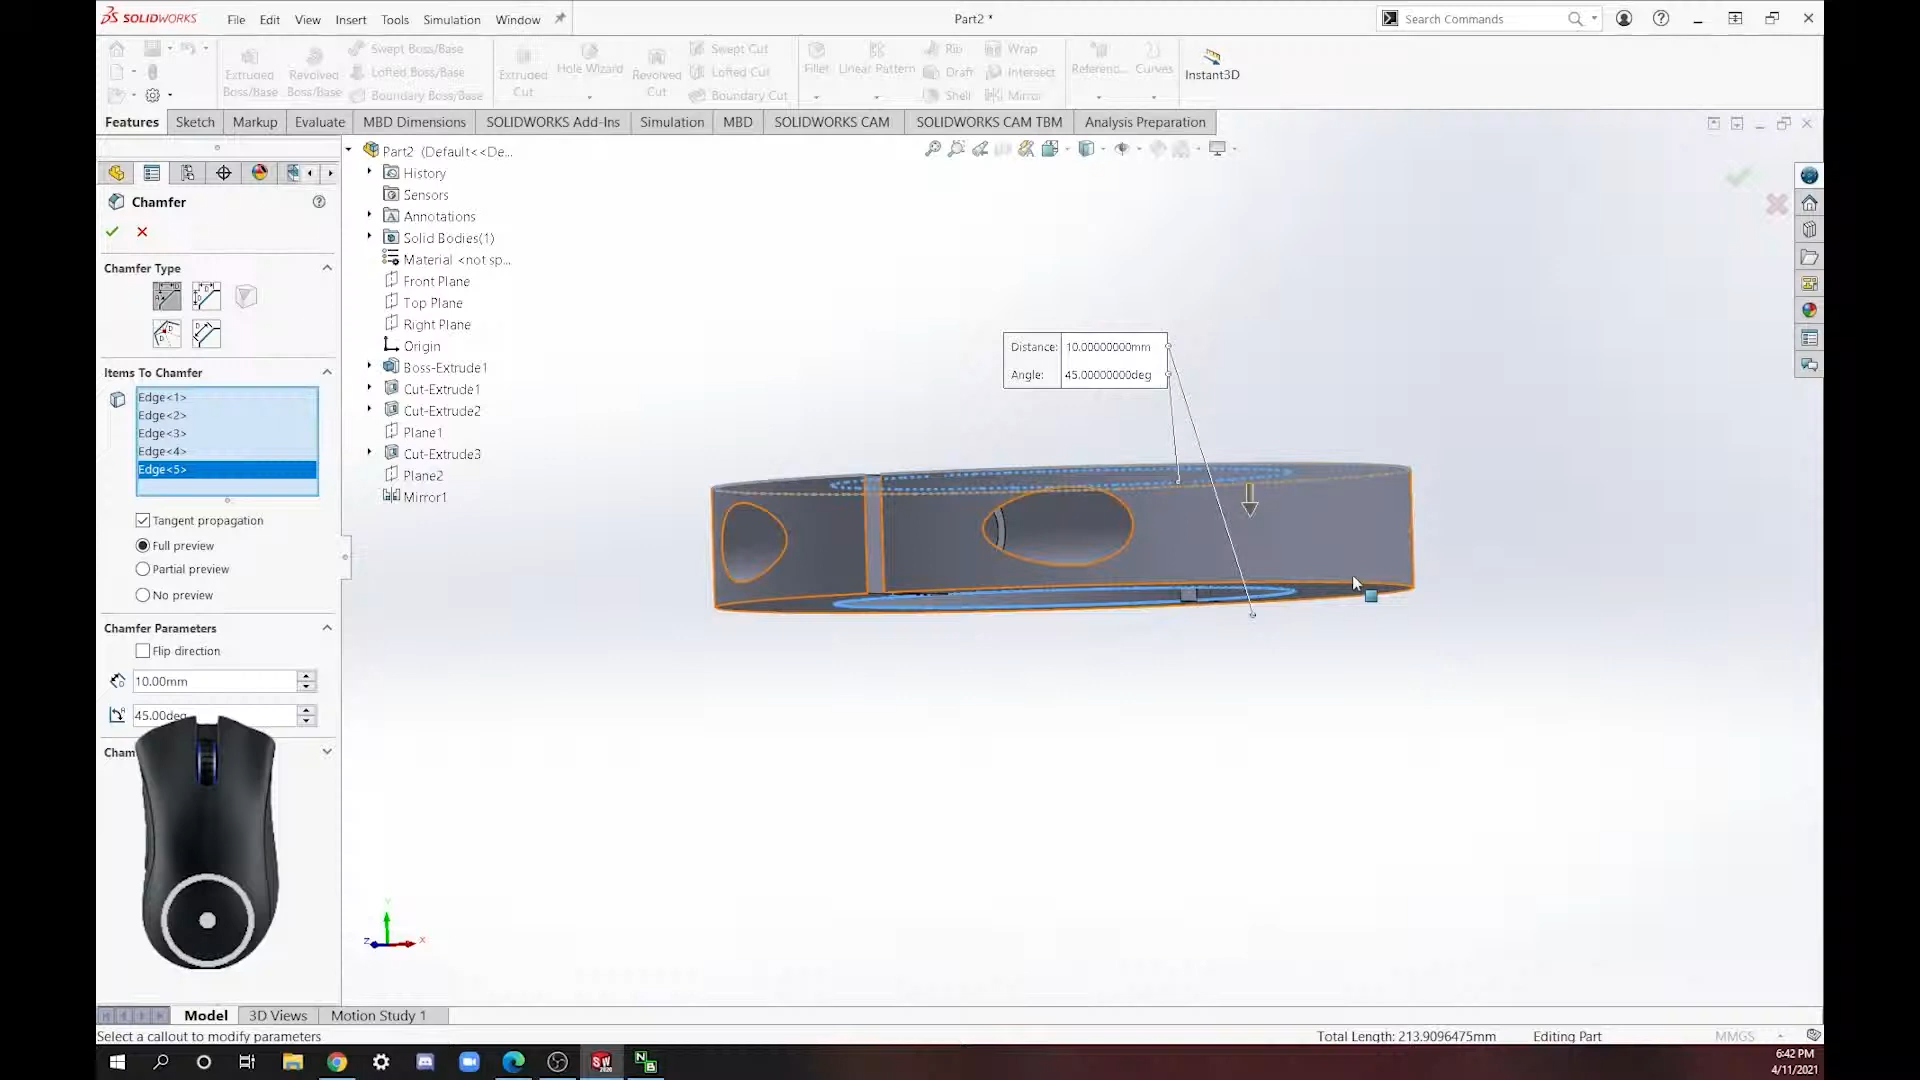 SOLIDWORKS
File Edit View Insert Tools Simulation Window
Part2 *
Search Commands
Extruded Boss/Base
Revolved Boss/Base
Swept Boss/Base
Lofted Boss/Base
Boundary Boss/Base
Extruded Cut
Hole Wizard
Revolved Cut
Swept Cut
Lofted Cut
Boundary Cut
Fillet
Linear Pattern
Rib
Draft
Shell
Wrap
Intersect
Mirror
Referenc...
Curves
Instant3D
Features Sketch Markup Evaluate MBD Dimensions SOLIDWORKS Add-Ins Simulation MBD SOLIDWORKS CAM SOLIDWORKS CAM TBM Analysis Preparation
Chamfer
Chamfer Type
Items To Chamfer
Edge<1>
Edge<2>
Edge<3>
Edge<4>
Edge<5>
Tangent propagation
Full preview
Partial preview
No preview
Chamfer Parameters
Flip direction
10.00mm
45.00deg
Cham
Part2 (Default<<De...
History
Sensors
Annotations
Solid Bodies(1)
Material <not sp...
Front Plane
Top Plane
Right Plane
Origin
Boss-Extrude1
Cut-Extrude1
Cut-Extrude2
Plane1
Cut-Extrude3
Plane2
Mirror1
Distance: 10.00000000mm
Angle: 45.00000000deg
Y
Z
X
Model 3D Views Motion Study 1
Select a callout to modify parameters
Total Length: 213.9096475mm Editing Part MMGS
6:42 PM
4/11/2021